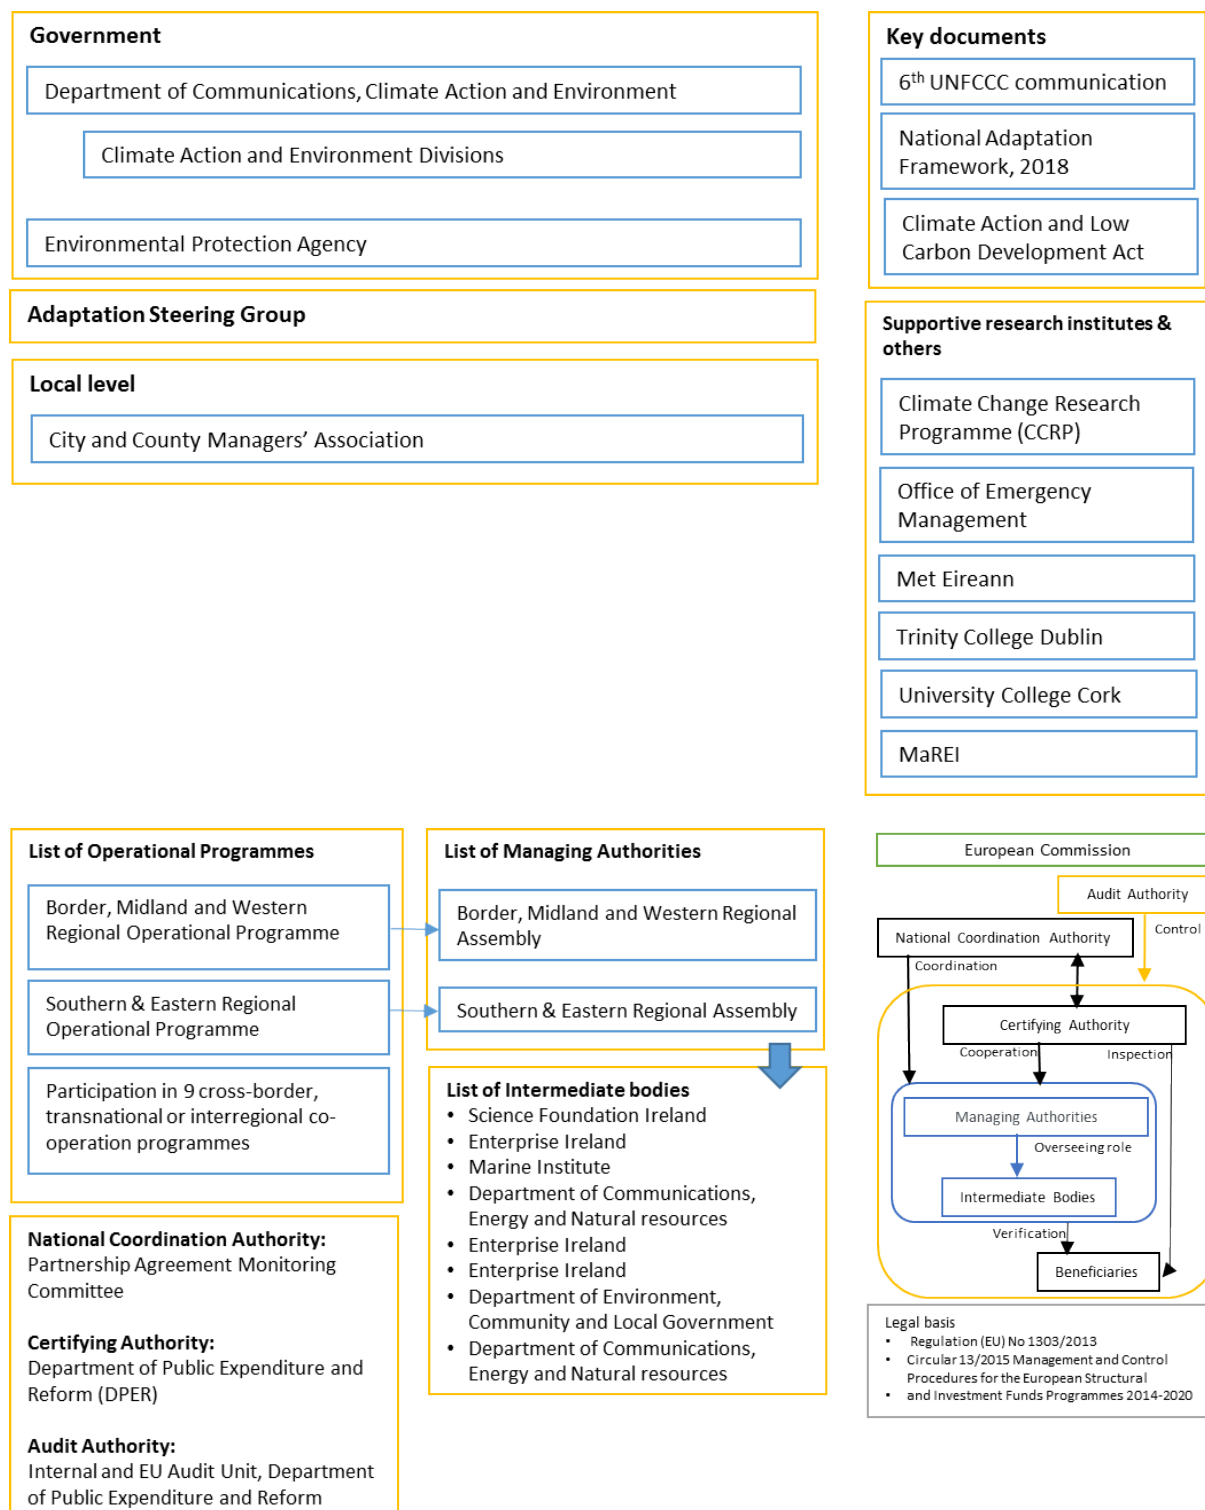 Government
Department of Communications, Climate Action and Environment
Climate Action and Environment Divisions
Environmental Protection Agency
Adaptation Steering Group
Local level
City and County Managers’ Association
Key documents
6th UNFCCC communication
National Adaptation
Framework, 2018
Climate Action and Low
Carbon Development Act
Supportive research institutes &
others
Climate Change Research
Programme (CCRP)
Office of Emergency
Management
Met Eireann
Trinity College Dublin
University College Cork
MaREI
List of Operational Programmes
Border, Midland and Western
Regional Operational Programme
Southern & Eastern Regional
Operational Programme
Participation in 9 cross-border,
transnational or interregional co-
operation programmes
List of Managing Authorities
Border, Midland and Western Regional
Assembly
Southern & Eastern Regional Assembly
List of Intermediate bodies
• Science Foundation Ireland
• Enterprise Ireland
• Marine Institute
• Department of Communications,
Energy and Natural resources
• Enterprise Ireland
• Enterprise Ireland
• Department of Environment,
Community and Local Government
• Department of Communications,
Energy and Natural resources
National Coordination Authority:
Partnership Agreement Monitoring
Committee
Certifying Authority:
Department of Public Expenditure and
Reform (DPER)
Audit Authority:
Internal and EU Audit Unit, Department
of Public Expenditure and Reform
European Commission
Audit Authority
Control
National Coordination Authority
Coordination
Certifying Authority
Cooperation
Inspection
Managing Authorities
Overseeing role
Intermediate Bodies
Verification
Beneficiaries
Legal basis
• Regulation (EU) No 1303/2013
• Circular 13/2015 Management and Control
Procedures for the European Structural
• and Investment Funds Programmes 2014-2020